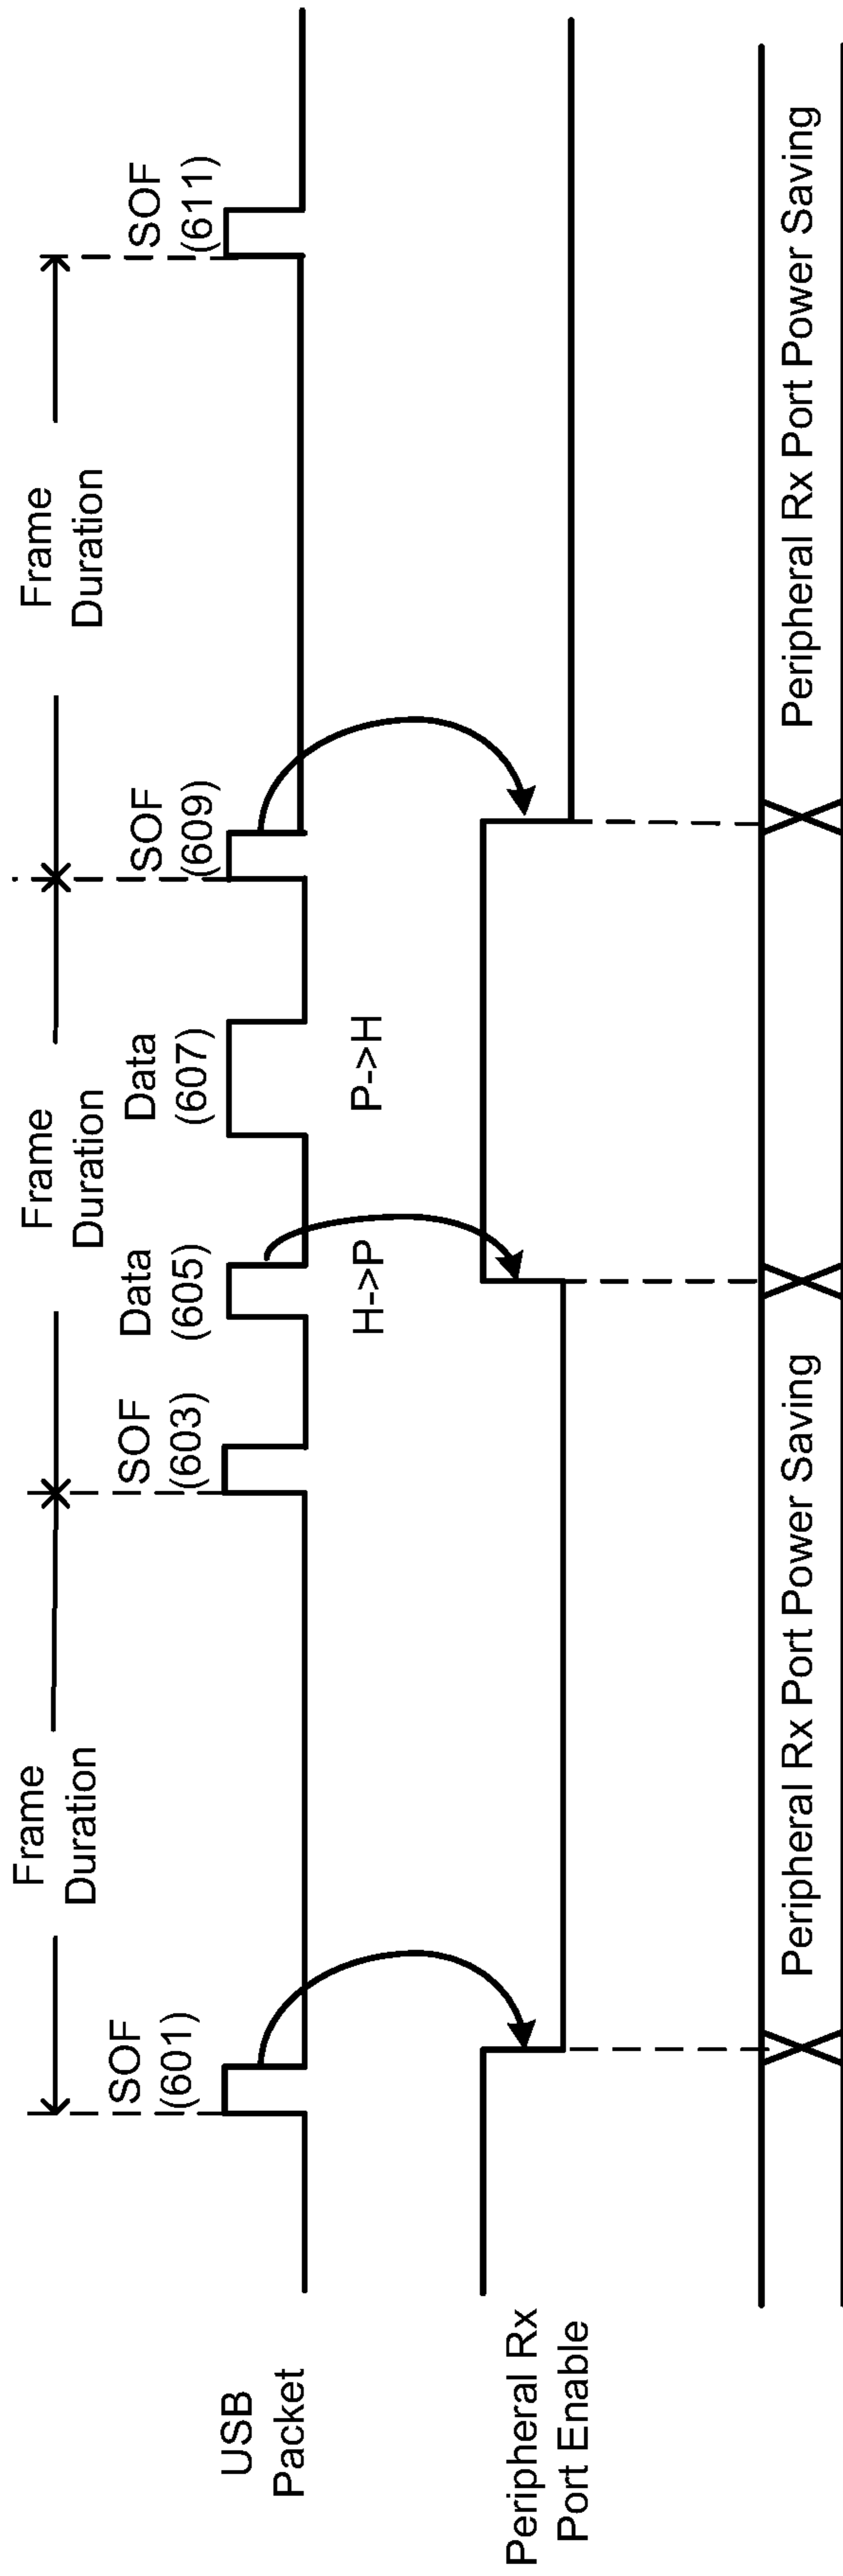 Frame
Duration
Frame
Duration
Frame
Duration
SOF
(601)
SOF
(603)
Data
(605)
Data
(607)
SOF
(609)
SOF
(611)
USB
Packet
H->P
P->H
Peripheral Rx
Port Enable
Peripheral Rx Port Power Saving
Peripheral Rx Port Power Saving